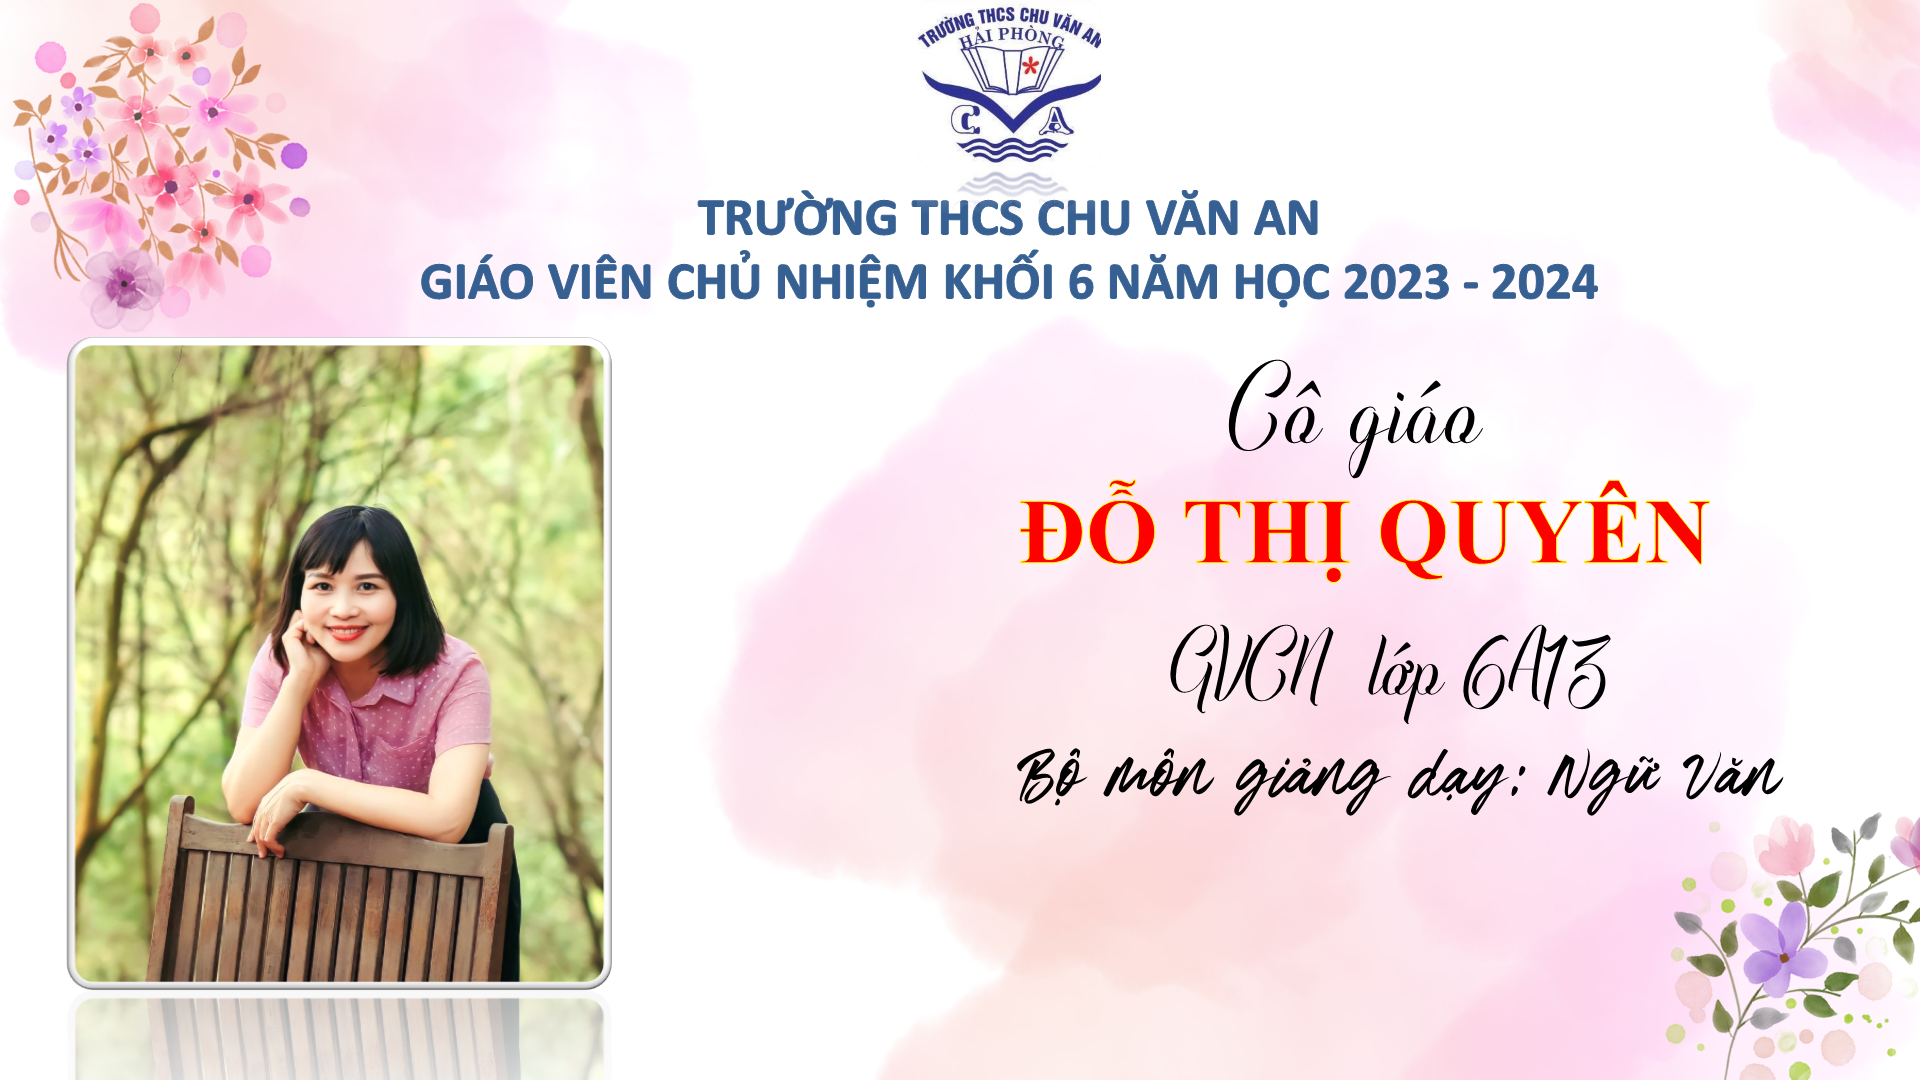 TRƯỜNG THCS CHU VĂN AN
HẢI PHÒNG
C A
TRƯỜNG THCS CHU VĂN AN
GIÁO VIÊN CHỦ NHIỆM KHỐI 6 NĂM HỌC 2023 - 2024
Cô giáo
ĐỖ THỊ QUYÊN
GVCN lớp 6A13
Bộ môn giảng dạy: Ngữ Văn